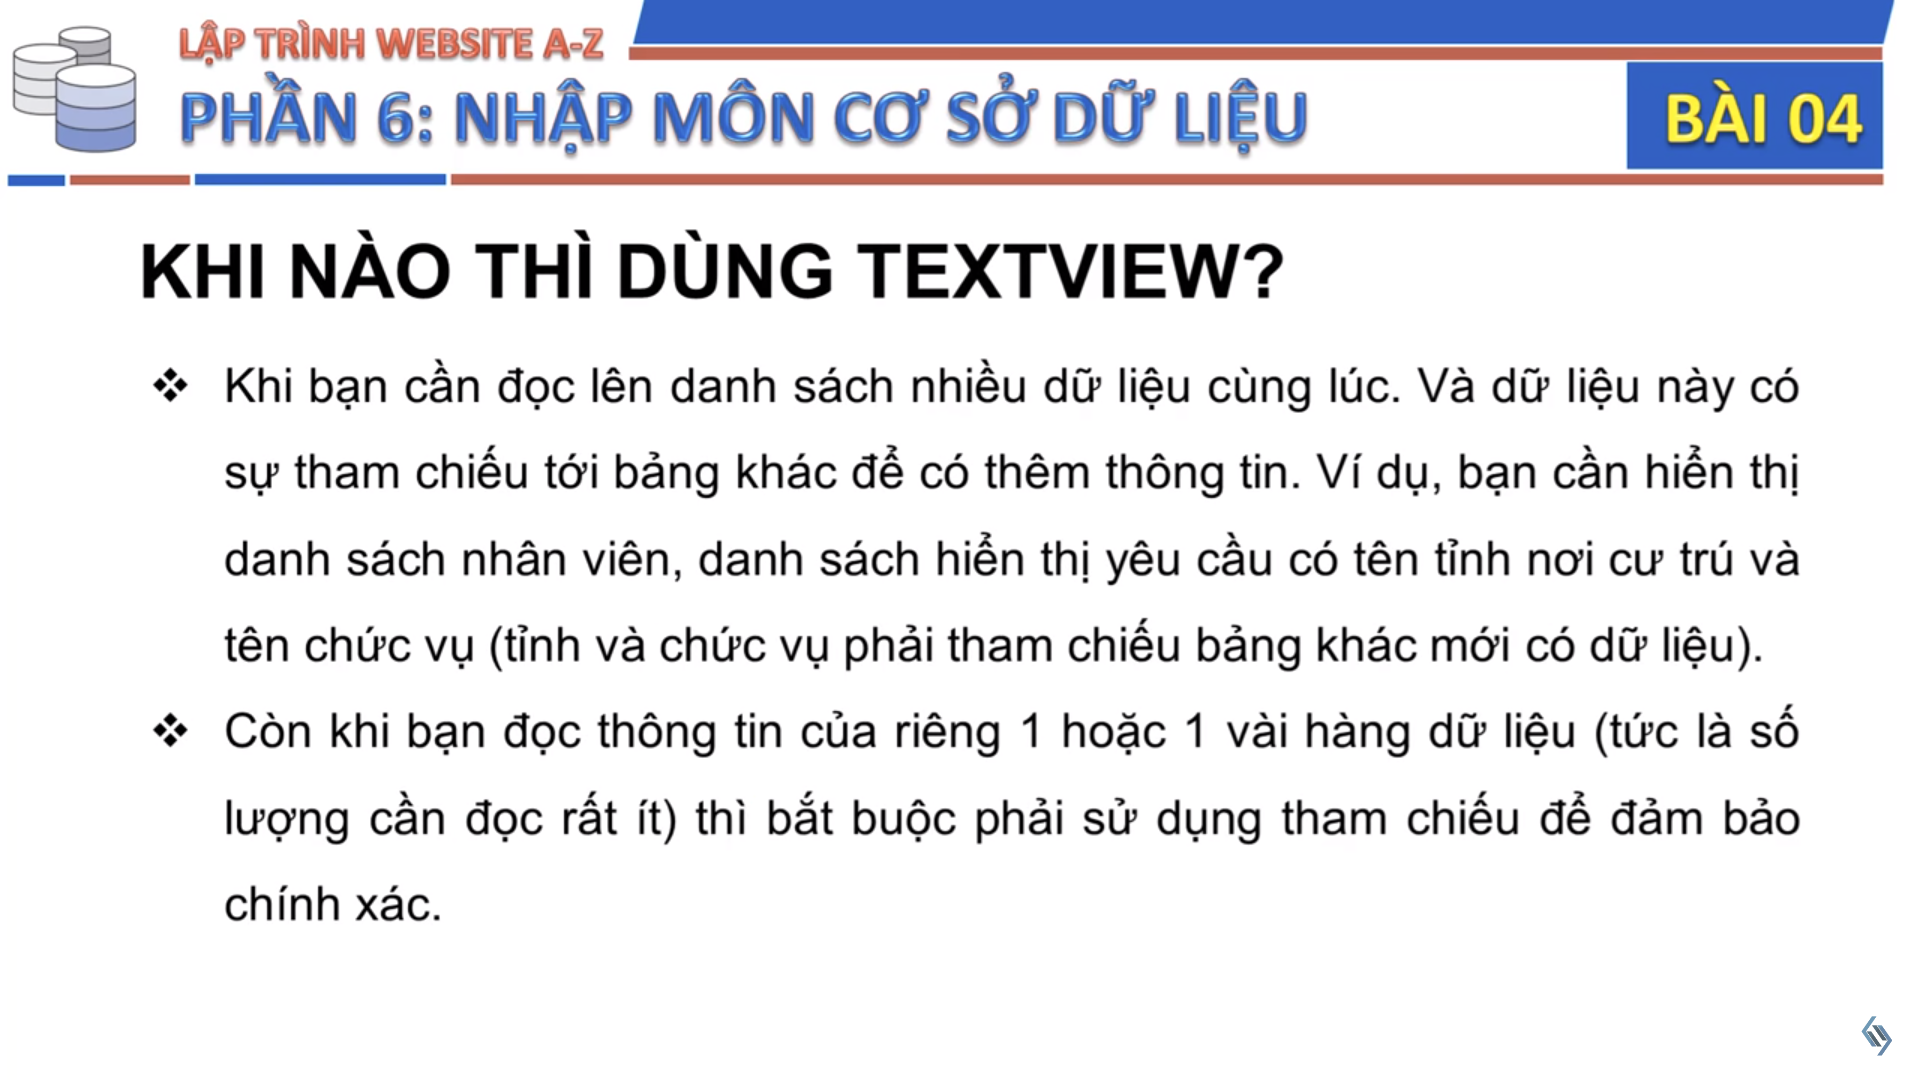 LẬP TRÌNH WEBSITE A-Z
PHẦN 6: NHẬP MÔN CƠ SỞ DỮ LIỆU
BÀI 04
KHI NÀO THÌ DÙNG TEXTVIEW?
❖ Khi bạn cần đọc lên danh sách nhiều dữ liệu cùng lúc. Và dữ liệu này có
sự tham chiếu tới bảng khác để có thêm thông tin. Ví dụ, bạn cần hiển thị
danh sách nhân viên, danh sách hiển thị yêu cầu có tên tỉnh nơi cư trú và
tên chức vụ (tỉnh và chức vụ phải tham chiếu bảng khác mới có dữ liệu).
❖ Còn khi bạn đọc thông tin của riêng 1 hoặc 1 vài hàng dữ liệu (tức là số
lượng cần đọc rất ít) thì bắt buộc phải sử dụng tham chiếu để đảm bảo
chính xác.